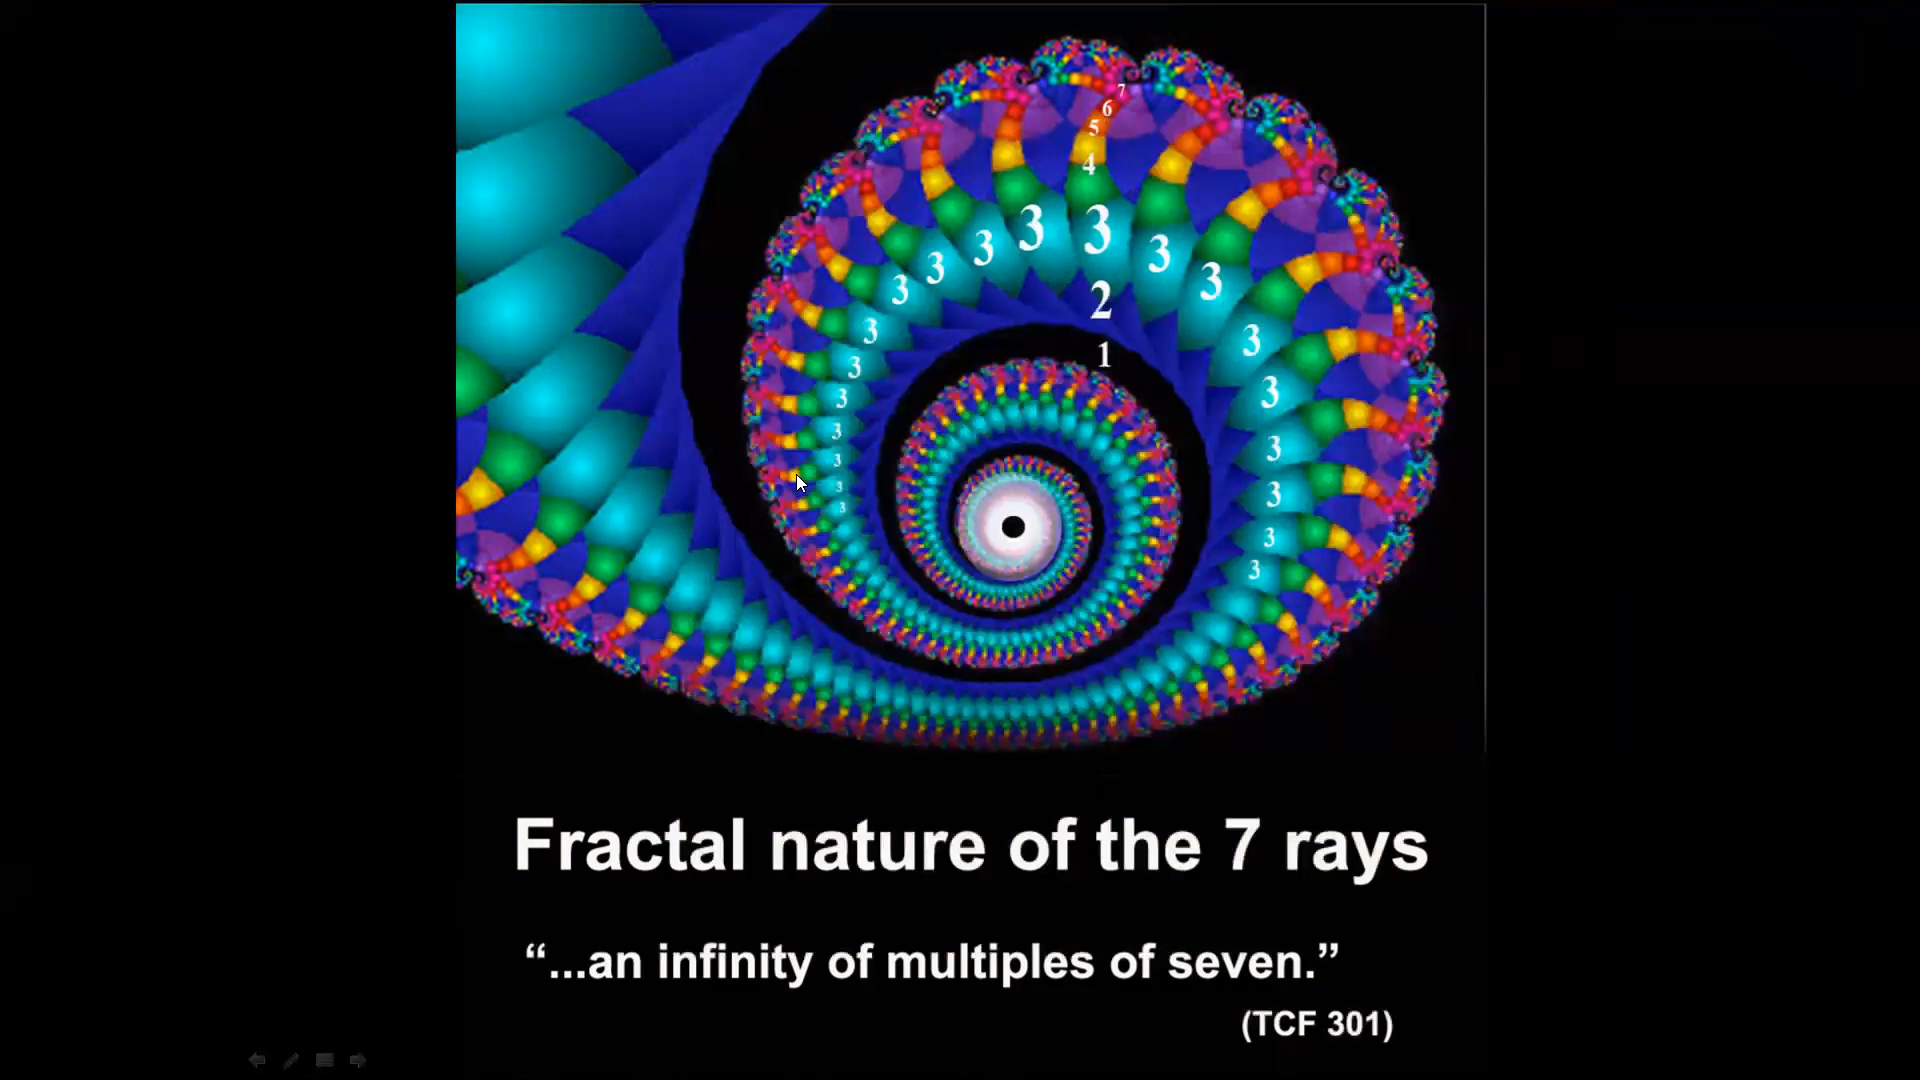 7
6
5
4
3 3 3 3 3 3 3
2
3 3 3
1
3 3
3 3
3 3
3 3
3
3
Fractal nature of the 7 rays
“...an infinity of multiples of seven.”
(TCF 301)